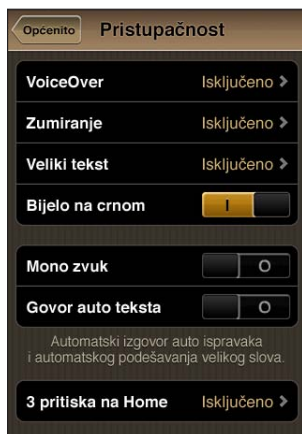 Općenito Pristupačnost
VoiceOver Isključeno
Zumiranje Isključeno
Veliki tekst Isključeno
Bijelo na crnom I
Mono zvuk O
Govor auto teksta O
Automatski izgovor auto ispravaka
i automatskog podešavanja velikog slova.
3 pritiska na Home Isključeno